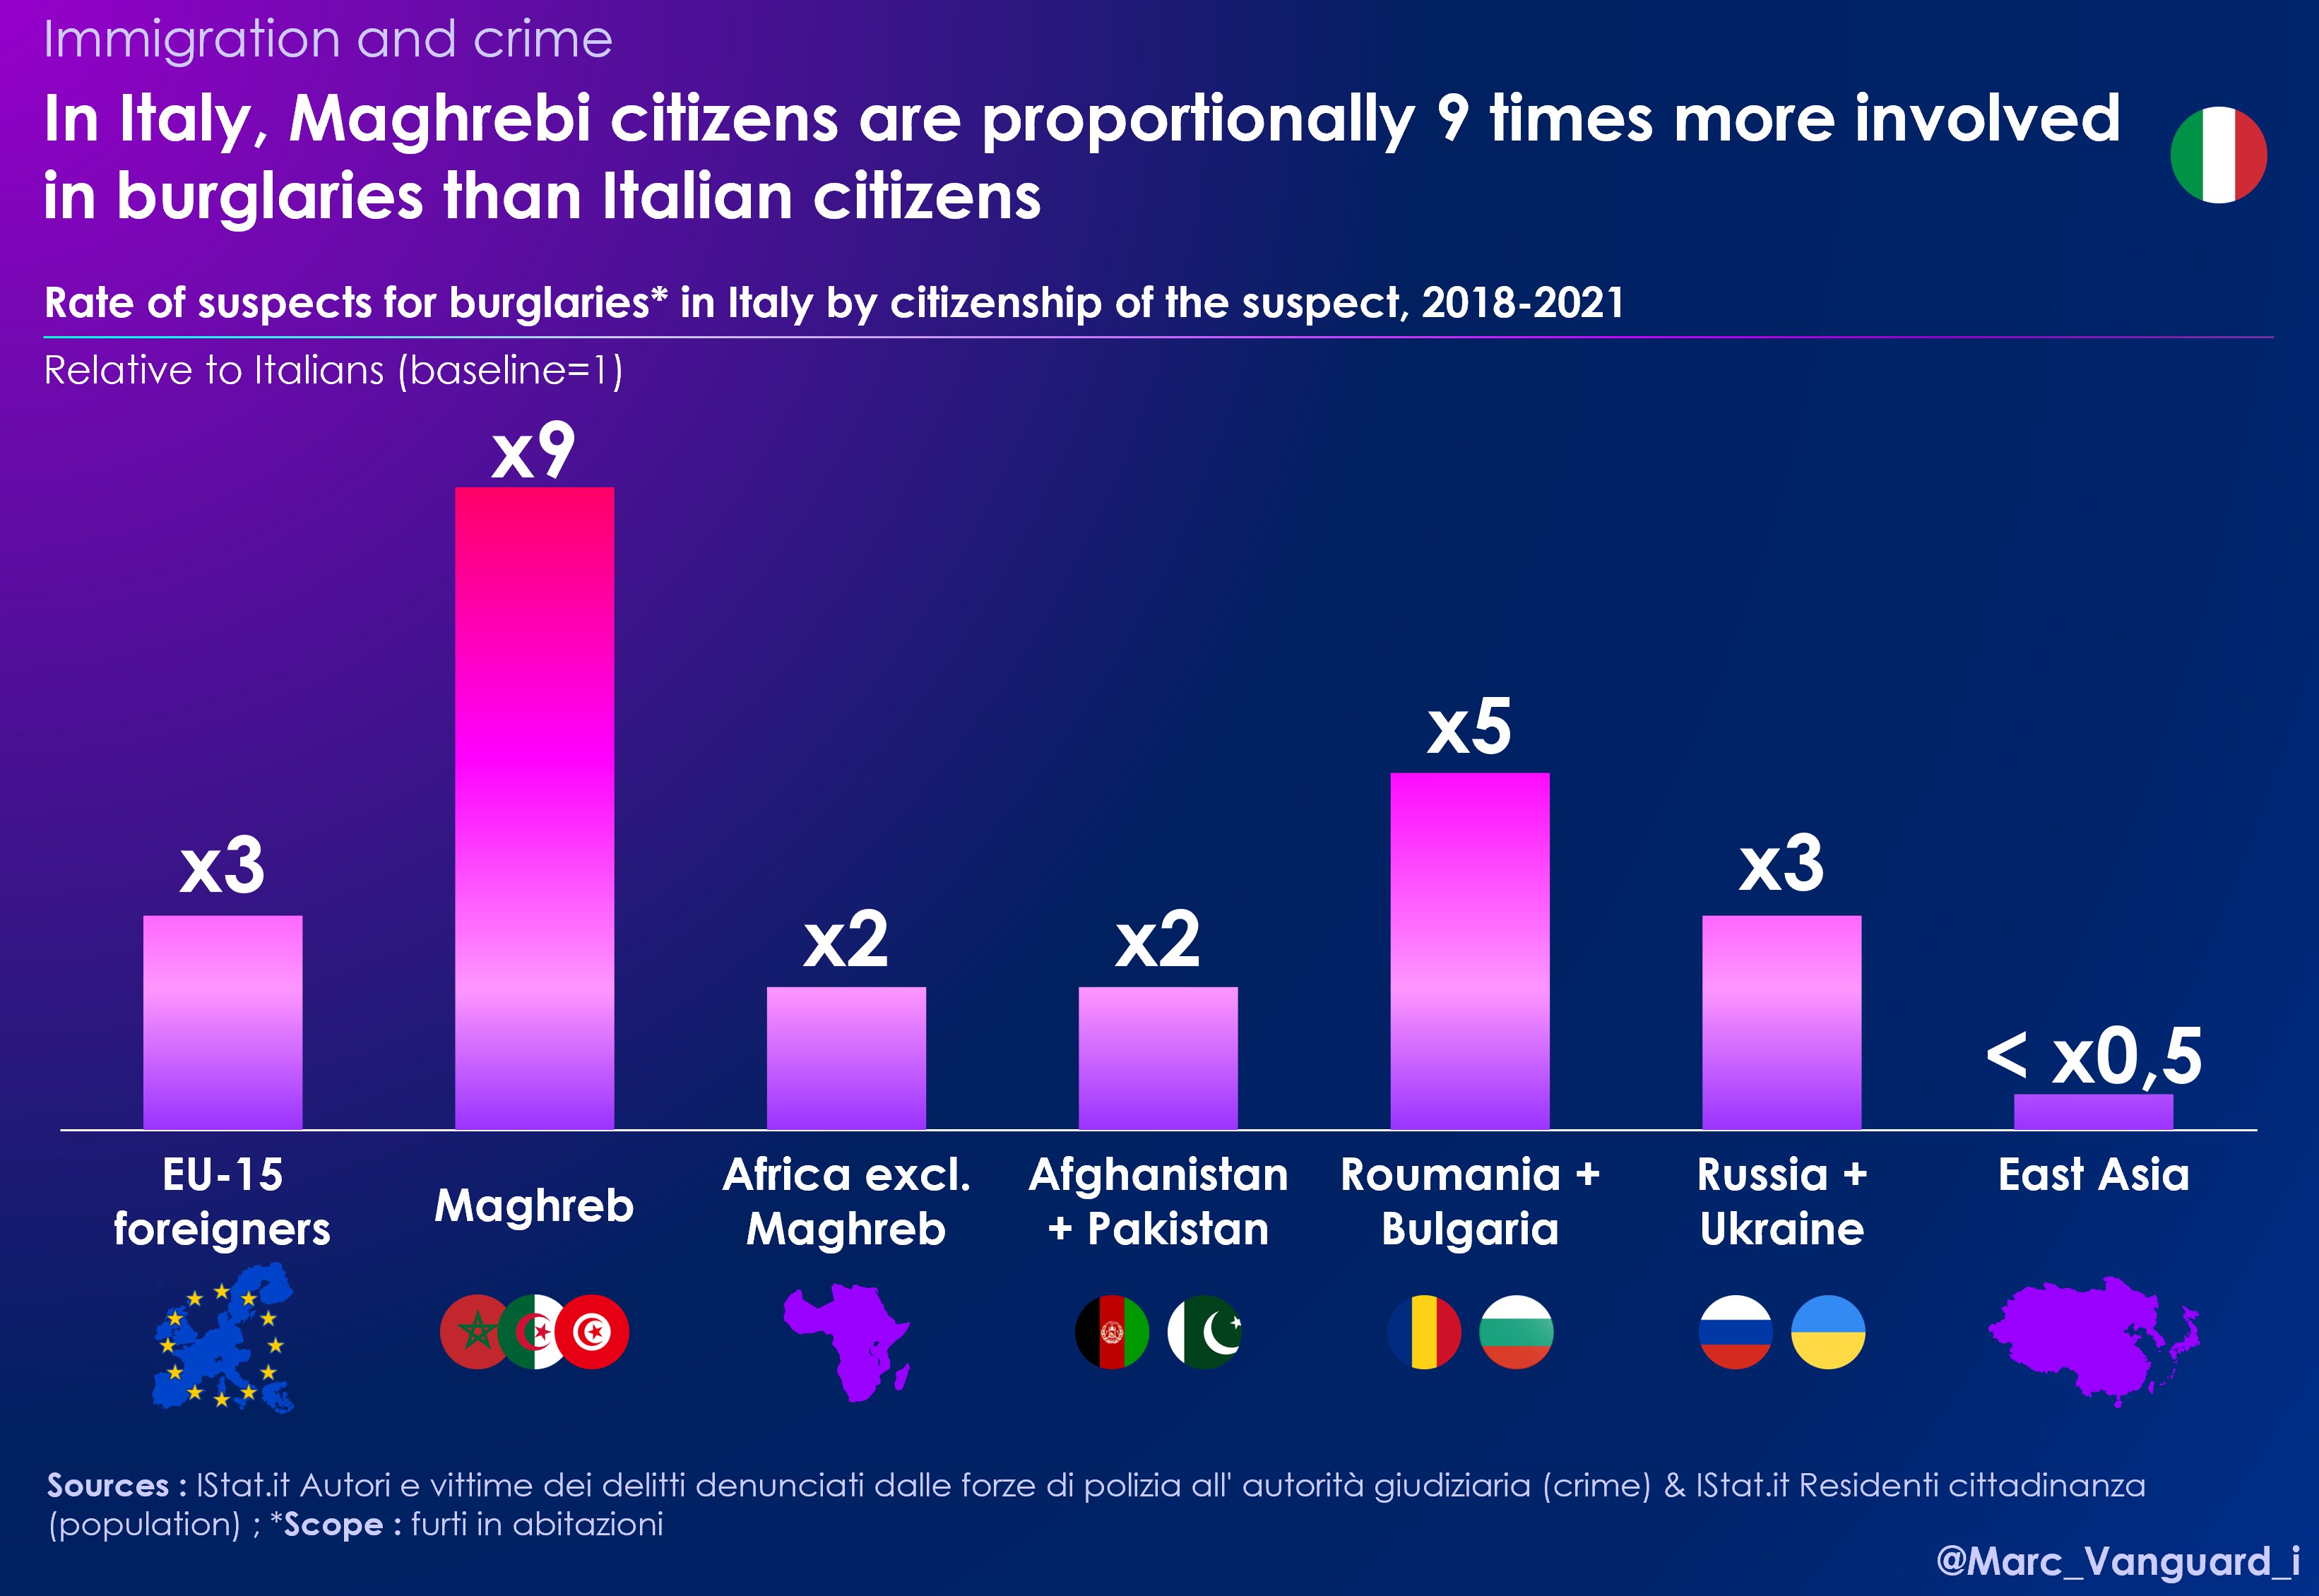 Immigration and crime
In Italy, Maghrebi citizens are proportionally 9 times more involved
in burglaries than Italian citizens
Rate of suspects for burglaries* in Italy by citizenship of the suspect, 2018-2021
Relative to Italians (baseline=1)
x3
x9
x2
x2
x5
x3
< x0,5
EU-15
foreigners
Maghreb
Africa excl.
Maghreb
Afghanistan
+ Pakistan
Roumania +
Bulgaria
Russia +
Ukraine
East Asia
Sources : IStat.it Autori e vittime dei delitti denunciati dalle forze di polizia all' autorità giudiziaria (crime) & IStat.it Residenti cittadinanza
(population) ; *Scope : furti in abitazioni
@Marc_Vanguard_i